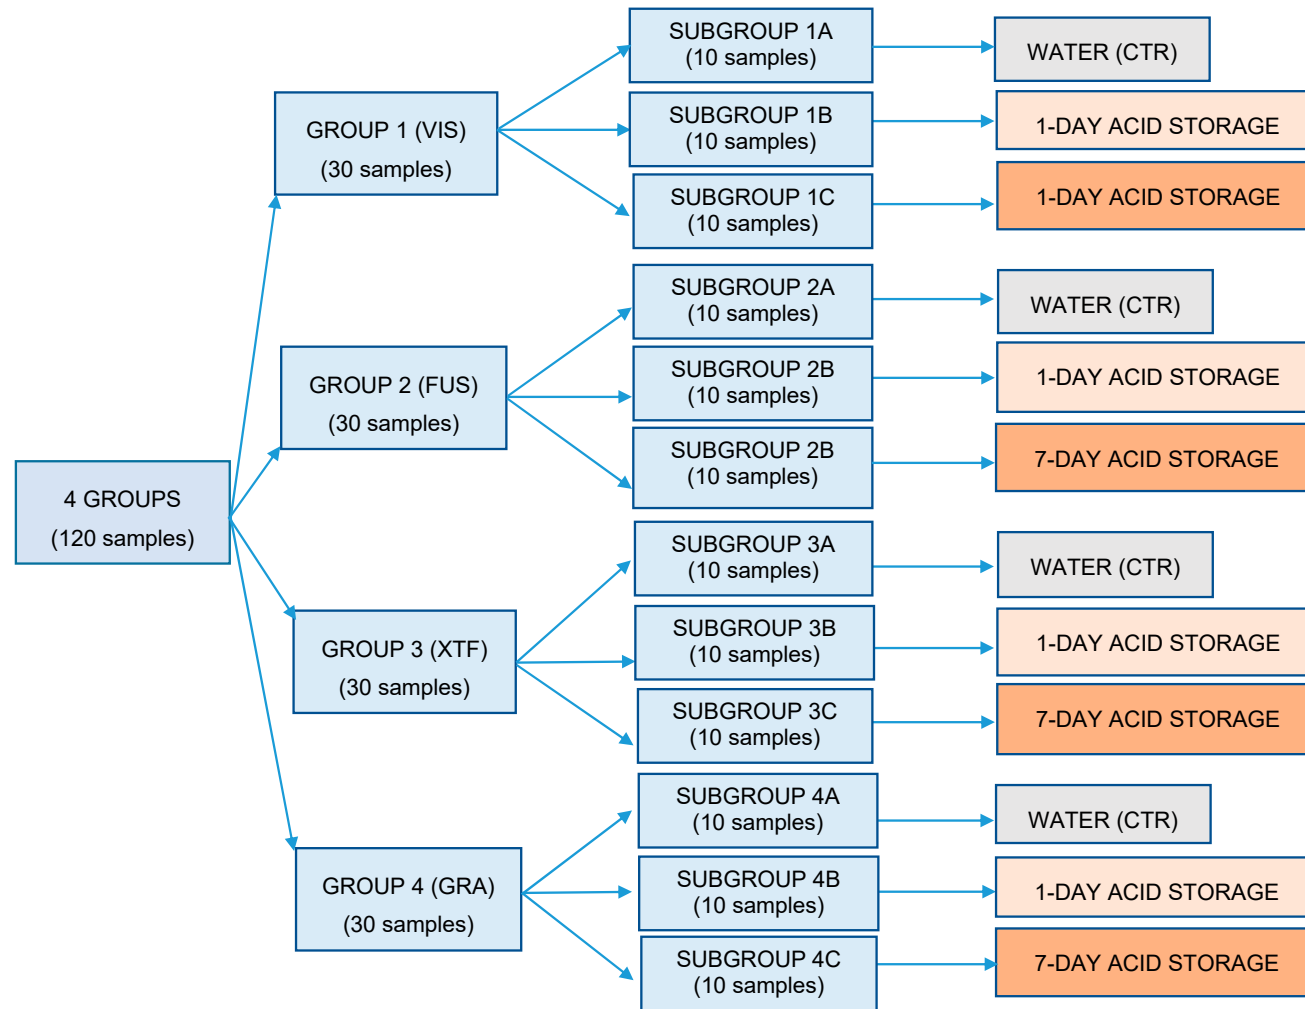 4 GROUPS
(120 samples)
GROUP 1 (VIS)
(30 samples)
SUBGROUP 1A
(10 samples)
WATER (CTR)
SUBGROUP 1B
(10 samples)
1-DAY ACID STORAGE
SUBGROUP 1C
(10 samples)
1-DAY ACID STORAGE
GROUP 2 (FUS)
(30 samples)
SUBGROUP 2A
(10 samples)
WATER (CTR)
SUBGROUP 2B
(10 samples)
1-DAY ACID STORAGE
SUBGROUP 2B
(10 samples)
7-DAY ACID STORAGE
GROUP 3 (XTF)
(30 samples)
SUBGROUP 3A
(10 samples)
WATER (CTR)
SUBGROUP 3B
(10 samples)
1-DAY ACID STORAGE
SUBGROUP 3C
(10 samples)
7-DAY ACID STORAGE
GROUP 4 (GRA)
(30 samples)
SUBGROUP 4A
(10 samples)
WATER (CTR)
SUBGROUP 4B
(10 samples)
1-DAY ACID STORAGE
SUBGROUP 4C
(10 samples)
7-DAY ACID STORAGE